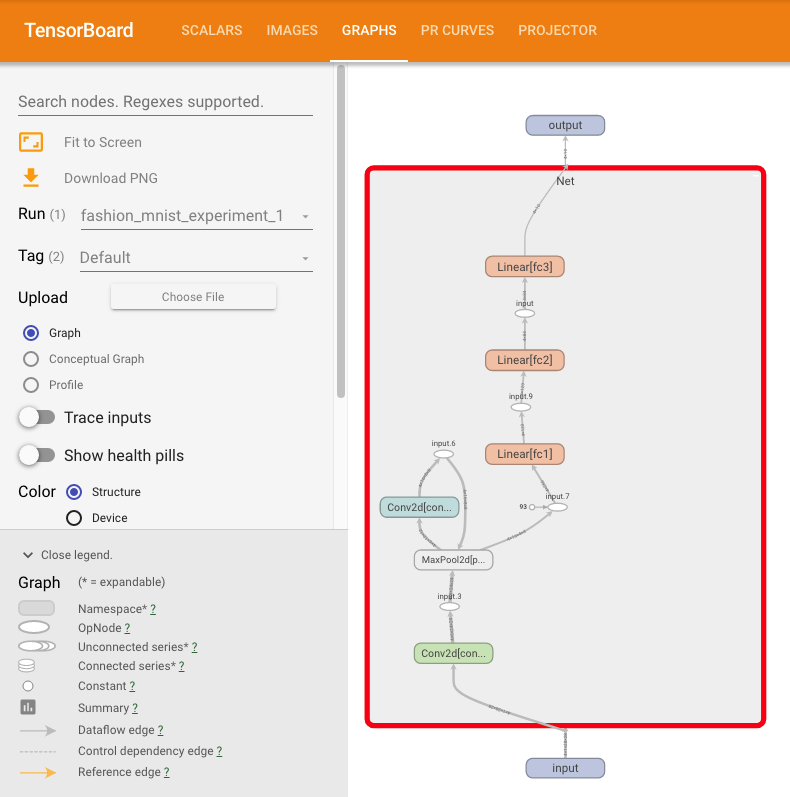 TensorBoard
SCALARS IMAGES GRAPHS PR CURVES PROJECTOR
Search nodes. Regexes supported.
Fit to Screen
Download PNG
Run (1) fashion_mnist_experiment_1
Tag (2) Default
Upload Choose File
Graph
Conceptual Graph
Profile
Trace inputs
Show health pills
Color Structure
Device
Close legend.
Graph (* = expandable)
Namespace* ?
OpNode ?
Unconnected series* ?
Connected series* ?
Constant ?
Summary ?
Dataflow edge ?
Control dependency edge ?
Reference edge ?
output
Net
Linear[fc3]
input
Linear[fc2]
input.9
Linear[fc1]
input.6
input.7
93
Conv2d[con...
MaxPool2d[p...
input.3
Conv2d[con...
input